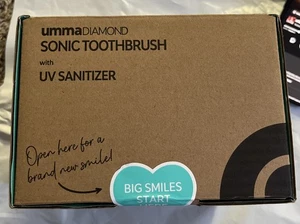 ummaDIAMOND
SONIC TOOTHBRUSH
with
UV SANITIZER
Open here for a
brand new smile!
BIG SMILES
START